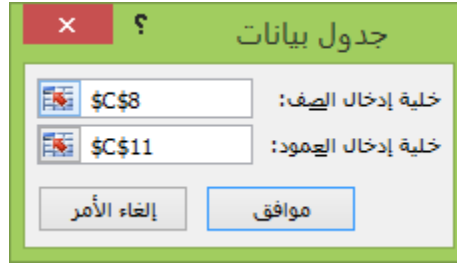 جدول بيانات ؟
خلية إدخال الصف: $C$8
خلية إدخال العمود: $C$11
موافق إلغاء الأمر